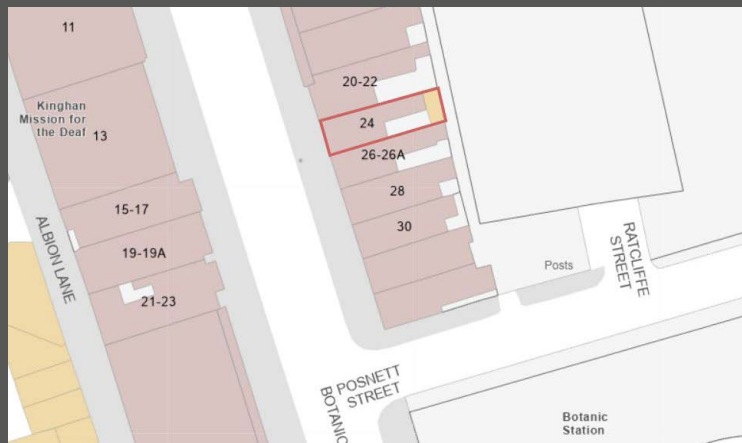 11
Kinghan
Mission for
the Deaf
13
15-17
19-19A
21-23
ALBION LANE
20-22
24
26-26A
28
30
Posts
RATCLIFFE
STREET
POSNETT
STREET
BOTANIC
Botanic
Station